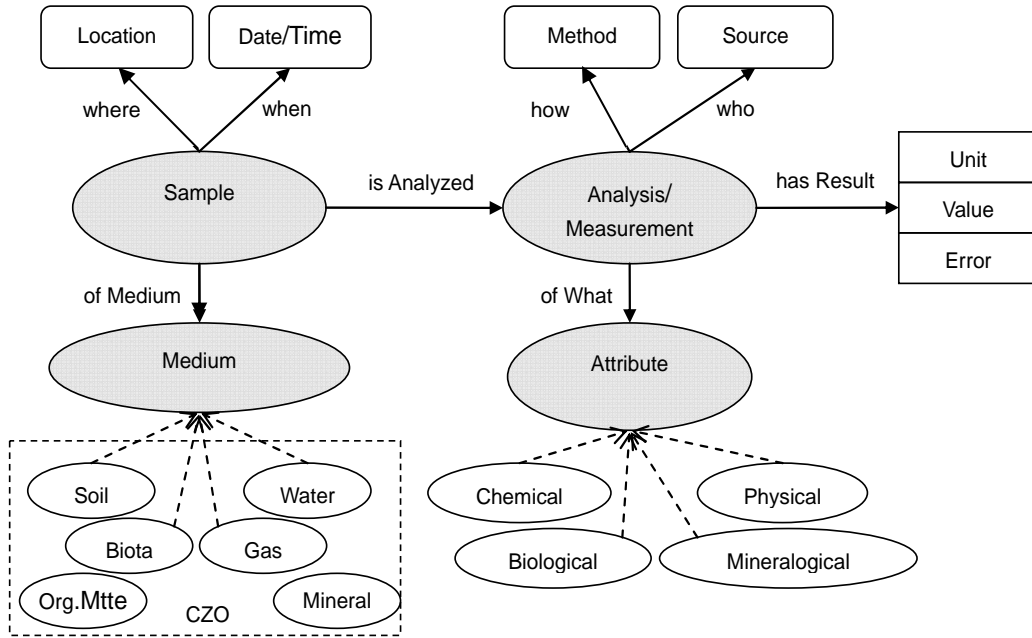 Location
Date/Time
Method
Source
where
when
how
who
Sample
is Analyzed
Analysis/
Measurement
has Result
Unit
Value
Error
of Medium
of What
Medium
Attribute
Soil
Water
Biota
Gas
Org.Mtte
Mineral
CZO
Chemical
Physical
Biological
Mineralogical